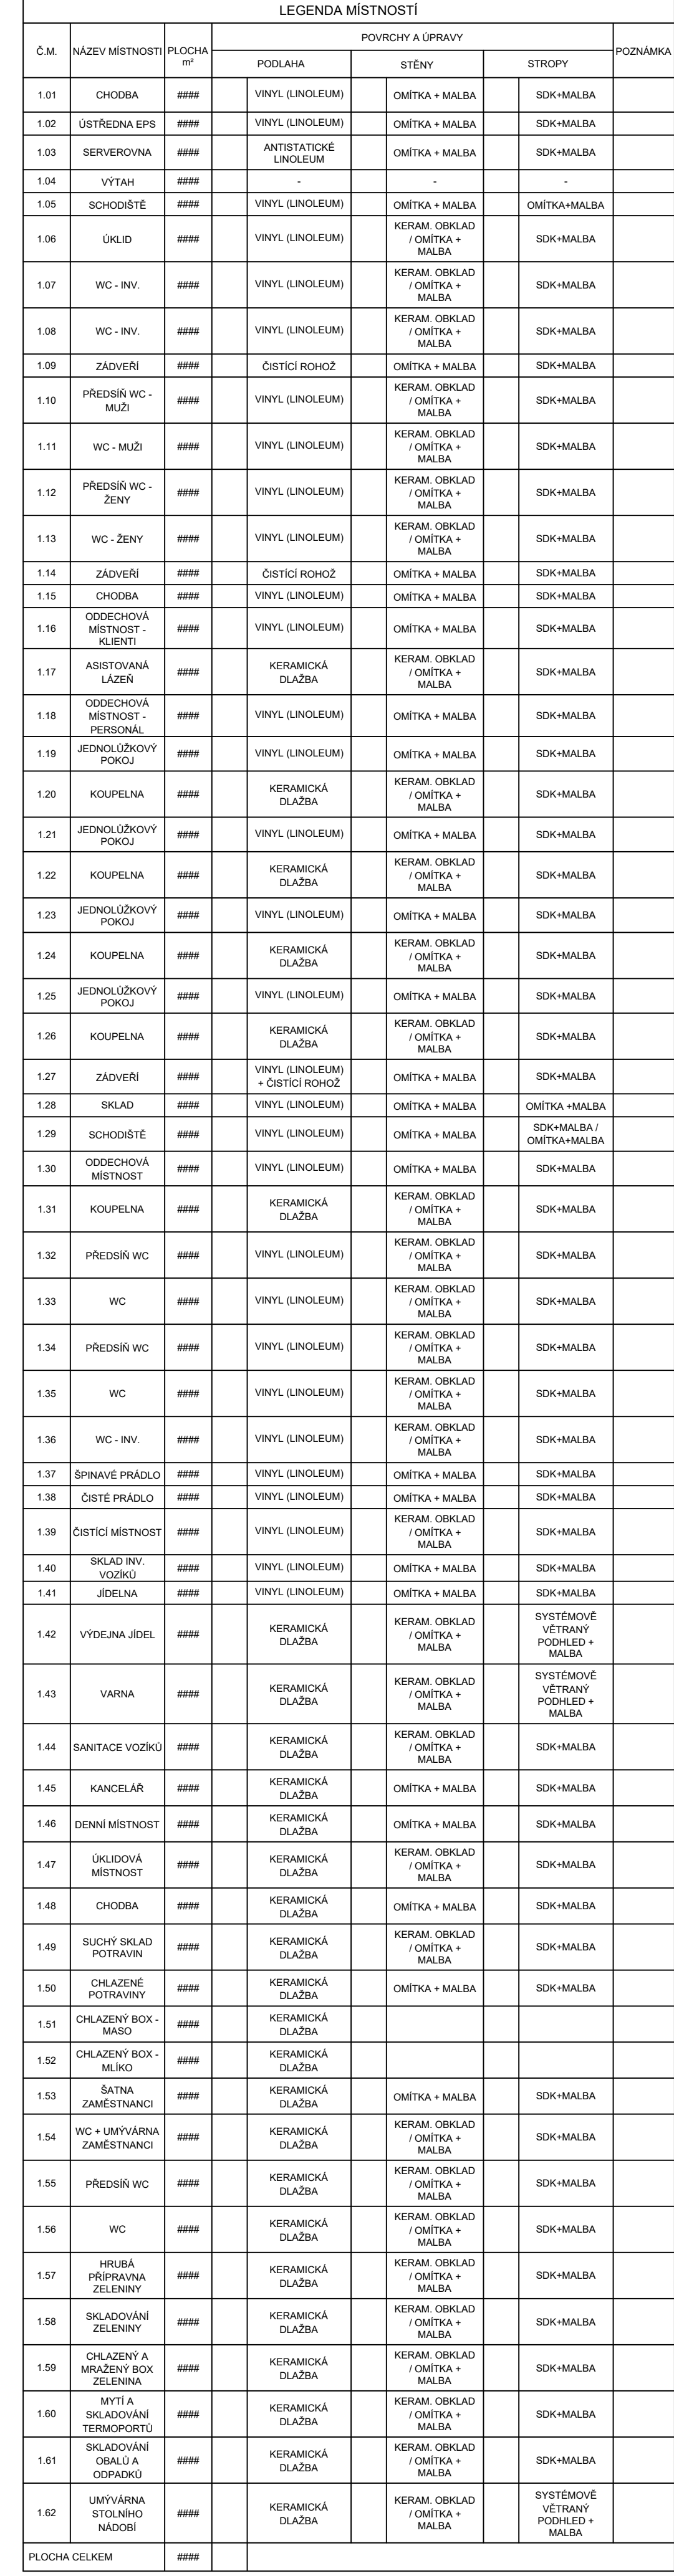 LEGENDA MÍSTNOSTÍ
Č.M. NÁZEV MÍSTNOSTI PLOCHA m² POVRCHY A ÚPRAVY POZNÁMKA
PODLAHA STĚNY STROPY
1.01 CHODBA #### VINYL (LINOLEUM) OMÍTKA + MALBA SDK+MALBA
1.02 ÚSTŘEDNA EPS #### VINYL (LINOLEUM) OMÍTKA + MALBA SDK+MALBA
1.03 SERVEROVNA #### ANTISTATICKÉ LINOLEUM OMÍTKA + MALBA SDK+MALBA
1.04 VÝTAH #### - - -
1.05 SCHODIŠTĚ #### VINYL (LINOLEUM) OMÍTKA + MALBA OMÍTKA+MALBA
1.06 ÚKLID #### VINYL (LINOLEUM) KERAM. OBKLAD / OMÍTKA + MALBA SDK+MALBA
1.07 WC - INV. #### VINYL (LINOLEUM) KERAM. OBKLAD / OMÍTKA + MALBA SDK+MALBA
1.08 WC - INV. #### VINYL (LINOLEUM) KERAM. OBKLAD / OMÍTKA + MALBA SDK+MALBA
1.09 ZÁDVEŘÍ #### ČISTÍCÍ ROHOŽ OMÍTKA + MALBA SDK+MALBA
1.10 PŘEDSÍŇ WC - MUŽI #### VINYL (LINOLEUM) KERAM. OBKLAD / OMÍTKA + MALBA SDK+MALBA
1.11 WC - MUŽI #### VINYL (LINOLEUM) KERAM. OBKLAD / OMÍTKA + MALBA SDK+MALBA
1.12 PŘEDSÍŇ WC - ŽENY #### VINYL (LINOLEUM) KERAM. OBKLAD / OMÍTKA + MALBA SDK+MALBA
1.13 WC - ŽENY #### VINYL (LINOLEUM) KERAM. OBKLAD / OMÍTKA + MALBA SDK+MALBA
1.14 ZÁDVEŘÍ #### ČISTÍCÍ ROHOŽ OMÍTKA + MALBA SDK+MALBA
1.15 CHODBA #### VINYL (LINOLEUM) OMÍTKA + MALBA SDK+MALBA
1.16 ODDECHOVÁ MÍSTNOST - KLIENTI #### VINYL (LINOLEUM) OMÍTKA + MALBA SDK+MALBA
1.17 ASISTOVANÁ LÁZEŇ #### KERAMICKÁ DLAŽBA KERAM. OBKLAD / OMÍTKA + MALBA SDK+MALBA
1.18 ODDECHOVÁ MÍSTNOST - PERSONÁL #### VINYL (LINOLEUM) OMÍTKA + MALBA SDK+MALBA
1.19 JEDNOLŮŽKOVÝ POKOJ #### VINYL (LINOLEUM) OMÍTKA + MALBA SDK+MALBA
1.20 KOUPELNA #### KERAMICKÁ DLAŽBA KERAM. OBKLAD / OMÍTKA + MALBA SDK+MALBA
1.21 JEDNOLŮŽKOVÝ POKOJ #### VINYL (LINOLEUM) OMÍTKA + MALBA SDK+MALBA
1.22 KOUPELNA #### KERAMICKÁ DLAŽBA KERAM. OBKLAD / OMÍTKA + MALBA SDK+MALBA
1.23 JEDNOLŮŽKOVÝ POKOJ #### VINYL (LINOLEUM) OMÍTKA + MALBA SDK+MALBA
1.24 KOUPELNA #### KERAMICKÁ DLAŽBA KERAM. OBKLAD / OMÍTKA + MALBA SDK+MALBA
1.25 JEDNOLŮŽKOVÝ POKOJ #### VINYL (LINOLEUM) OMÍTKA + MALBA SDK+MALBA
1.26 KOUPELNA #### KERAMICKÁ DLAŽBA KERAM. OBKLAD / OMÍTKA + MALBA SDK+MALBA
1.27 ZÁDVEŘÍ #### VINYL (LINOLEUM) + ČISTÍCÍ ROHOŽ OMÍTKA + MALBA SDK+MALBA
1.28 SKLAD #### VINYL (LINOLEUM) OMÍTKA + MALBA OMÍTKA +MALBA
1.29 SCHODIŠTĚ #### VINYL (LINOLEUM) OMÍTKA + MALBA SDK+MALBA / OMÍTKA+MALBA
1.30 ODDECHOVÁ MÍSTNOST #### VINYL (LINOLEUM) OMÍTKA + MALBA SDK+MALBA
1.31 KOUPELNA #### KERAMICKÁ DLAŽBA KERAM. OBKLAD / OMÍTKA + MALBA SDK+MALBA
1.32 PŘEDSÍŇ WC #### VINYL (LINOLEUM) KERAM. OBKLAD / OMÍTKA + MALBA SDK+MALBA
1.33 WC #### VINYL (LINOLEUM) KERAM. OBKLAD / OMÍTKA + MALBA SDK+MALBA
1.34 PŘEDSÍŇ WC #### VINYL (LINOLEUM) KERAM. OBKLAD / OMÍTKA + MALBA SDK+MALBA
1.35 WC #### VINYL (LINOLEUM) KERAM. OBKLAD / OMÍTKA + MALBA SDK+MALBA
1.36 WC - INV. #### VINYL (LINOLEUM) KERAM. OBKLAD / OMÍTKA + MALBA SDK+MALBA
1.37 ŠPINAVÉ PRÁDLO #### VINYL (LINOLEUM) OMÍTKA + MALBA SDK+MALBA
1.38 ČISTÉ PRÁDLO #### VINYL (LINOLEUM) OMÍTKA + MALBA SDK+MALBA
1.39 ČISTÍCÍ MÍSTNOST #### VINYL (LINOLEUM) KERAM. OBKLAD / OMÍTKA + MALBA SDK+MALBA
1.40 SKLAD INV. VOZÍKŮ #### VINYL (LINOLEUM) OMÍTKA + MALBA SDK+MALBA
1.41 JÍDELNA #### VINYL (LINOLEUM) OMÍTKA + MALBA SDK+MALBA
1.42 VÝDEJNA JÍDEL #### KERAMICKÁ DLAŽBA KERAM. OBKLAD / OMÍTKA + MALBA SYSTÉMOVĚ VĚTRANÝ PODHLED + MALBA
1.43 VARNA #### KERAMICKÁ DLAŽBA KERAM. OBKLAD / OMÍTKA + MALBA SYSTÉMOVĚ VĚTRANÝ PODHLED + MALBA
1.44 SANITACE VOZÍKŮ #### KERAMICKÁ DLAŽBA KERAM. OBKLAD / OMÍTKA + MALBA SDK+MALBA
1.45 KANCELÁŘ #### KERAMICKÁ DLAŽBA OMÍTKA + MALBA SDK+MALBA
1.46 DENNÍ MÍSTNOST #### KERAMICKÁ DLAŽBA OMÍTKA + MALBA SDK+MALBA
1.47 ÚKLIDOVÁ MÍSTNOST #### KERAMICKÁ DLAŽBA KERAM. OBKLAD / OMÍTKA + MALBA SDK+MALBA
1.48 CHODBA #### KERAMICKÁ DLAŽBA OMÍTKA + MALBA SDK+MALBA
1.49 SUCHÝ SKLAD POTRAVIN #### KERAMICKÁ DLAŽBA KERAM. OBKLAD / OMÍTKA + MALBA SDK+MALBA
1.50 CHLAZENÉ POTRAVINY #### KERAMICKÁ DLAŽBA OMÍTKA + MALBA SDK+MALBA
1.51 CHLAZENÝ BOX - MASO #### KERAMICKÁ DLAŽBA
1.52 CHLAZENÝ BOX - MLÍKO #### KERAMICKÁ DLAŽBA
1.53 ŠATNA ZAMĚSTNANCI #### KERAMICKÁ DLAŽBA OMÍTKA + MALBA SDK+MALBA
1.54 WC + UMÝVÁRNA ZAMĚSTNANCI #### KERAMICKÁ DLAŽBA KERAM. OBKLAD / OMÍTKA + MALBA SDK+MALBA
1.55 PŘEDSÍŇ WC #### KERAMICKÁ DLAŽBA KERAM. OBKLAD / OMÍTKA + MALBA SDK+MALBA
1.56 WC #### KERAMICKÁ DLAŽBA KERAM. OBKLAD / OMÍTKA + MALBA SDK+MALBA
1.57 HRUBÁ PŘÍPRAVNA ZELENINY #### KERAMICKÁ DLAŽBA KERAM. OBKLAD / OMÍTKA + MALBA SDK+MALBA
1.58 SKLADOVÁNÍ ZELENINY #### KERAMICKÁ DLAŽBA KERAM. OBKLAD / OMÍTKA + MALBA SDK+MALBA
1.59 CHLAZENÝ A MRAŽENÝ BOX ZELENINA #### KERAMICKÁ DLAŽBA KERAM. OBKLAD / OMÍTKA + MALBA SDK+MALBA
1.60 MYTÍ A SKLADOVÁNÍ TERMOPORTŮ #### KERAMICKÁ DLAŽBA KERAM. OBKLAD / OMÍTKA + MALBA SDK+MALBA
1.61 SKLADOVÁNÍ OBALŮ A ODPADKŮ #### KERAMICKÁ DLAŽBA KERAM. OBKLAD / OMÍTKA + MALBA SDK+MALBA
1.62 UMÝVÁRNA STOLNÍHO NÁDOBÍ #### KERAMICKÁ DLAŽBA KERAM. OBKLAD / OMÍTKA + MALBA SYSTÉMOVĚ VĚTRANÝ PODHLED + MALBA
PLOCHA CELKEM ####